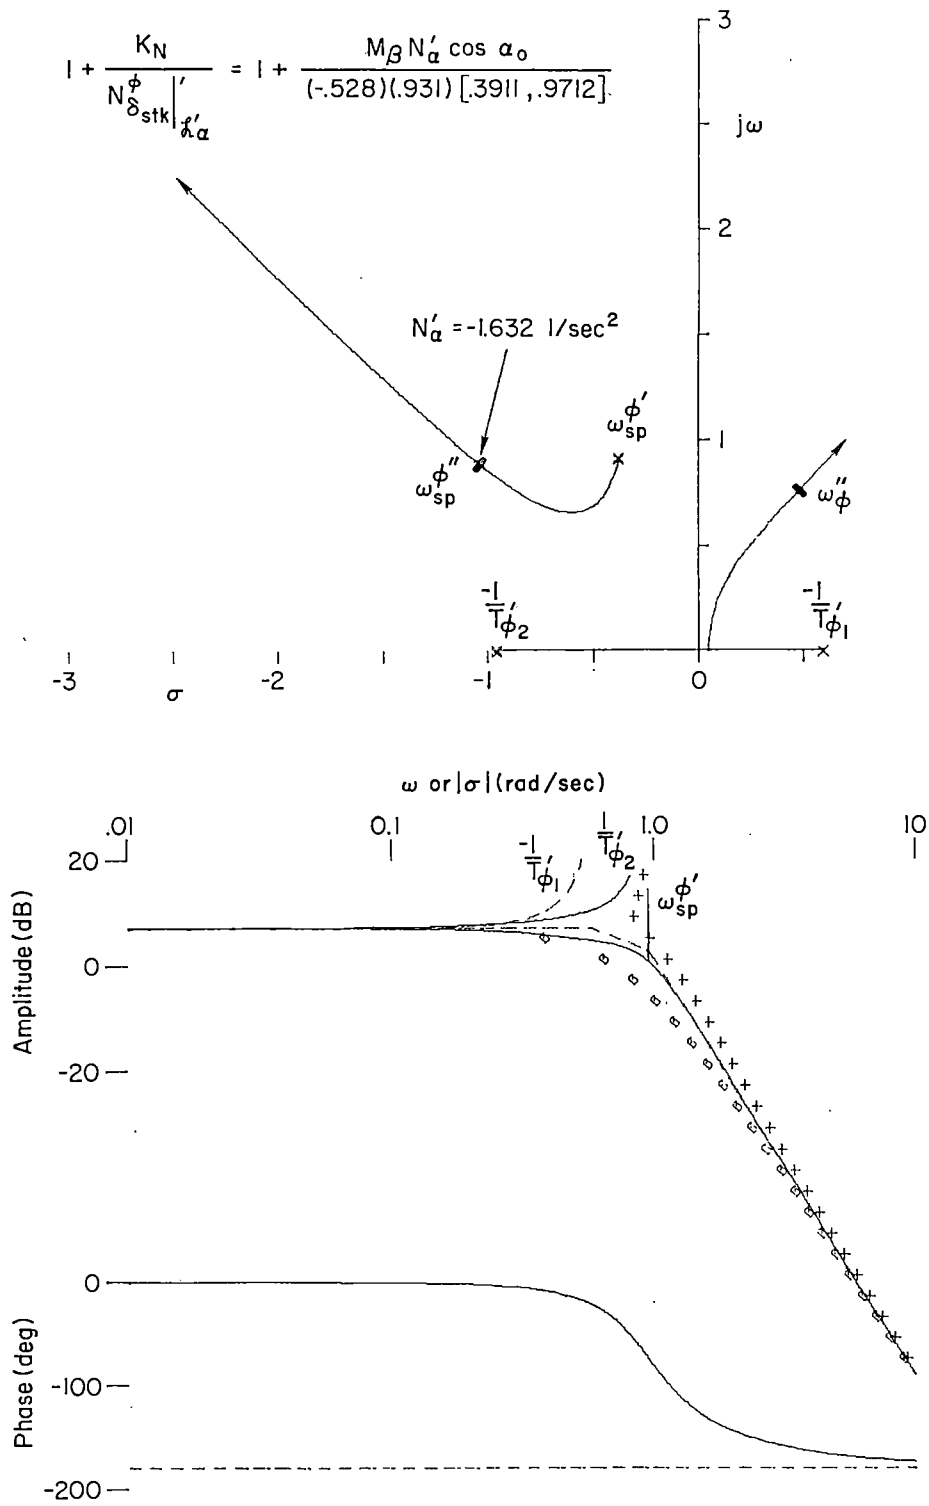 1 + K_N / N^ϕ_δstk |'_ℒ'α = 1 + M_β N'_α cos α_o / (-.528)(.931) [.3911, .9712]
3
jω
2
N'_α = -1.632 1/sec²
ω^ϕ'_sp
1
ω^ϕ''_sp
ω''_ϕ
-1/T'_ϕ2
-1/T'_ϕ1
-3
-2
-1
0
σ
ω or |σ| (rad/sec)
.01
0.1
1.0
10
-1/T'_ϕ1
1/T'_ϕ2
20
ω^ϕ'_sp
Amplitude (dB)
0
-20
0
Phase (deg)
-100
-200